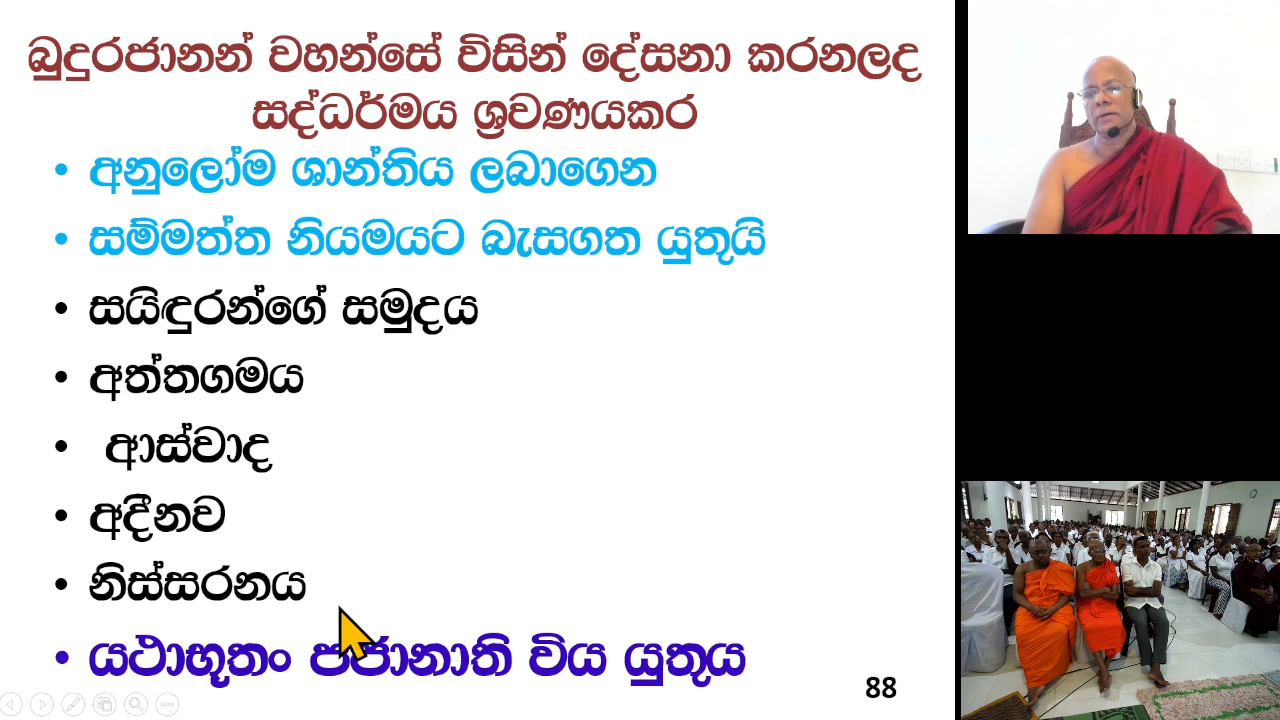 බුදුරජානන් වහන්සේ විසින් දේසනා කරනලද
සද්ධර්මය ශ්‍රවණයකර
• අනුලෝම ශාන්තිය ලබාගෙන
• සම්මත්ත නියමයට බැසගත යුතුයි
• සයිඳුරන්ගේ සමුදය
• අත්තගමය
• ආස්වාද
• අදීනව
• නිස්සරනය
• යථාභූතං පජානාති විය යුතුය
88